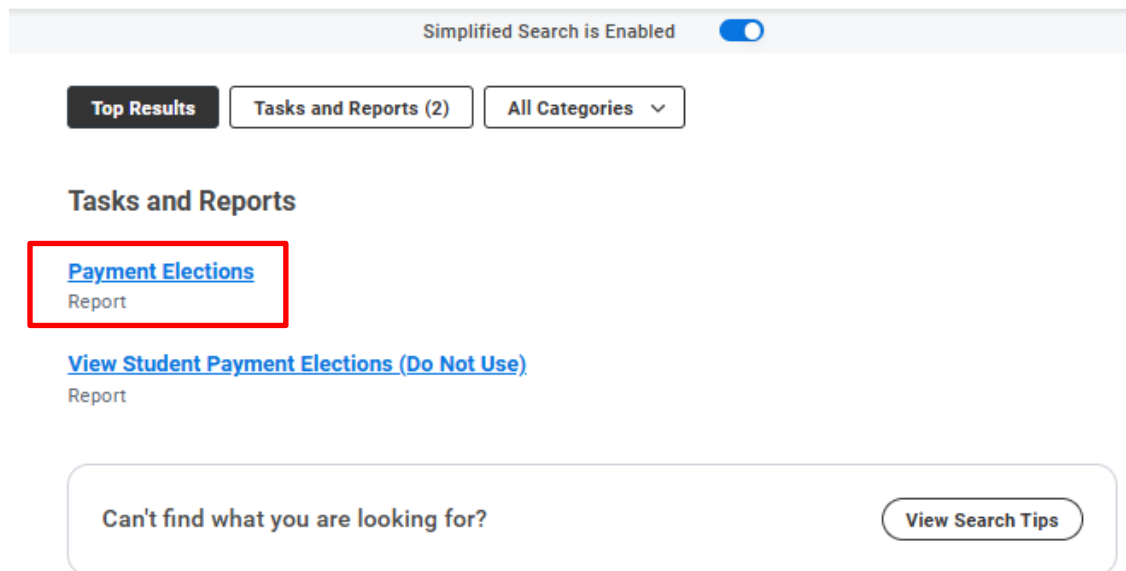 Simplified Search is Enabled
Top Results Tasks and Reports (2) All Categories
Tasks and Reports
Payment Elections
Report
View Student Payment Elections (Do Not Use)
Report
Can't find what you are looking for? View Search Tips